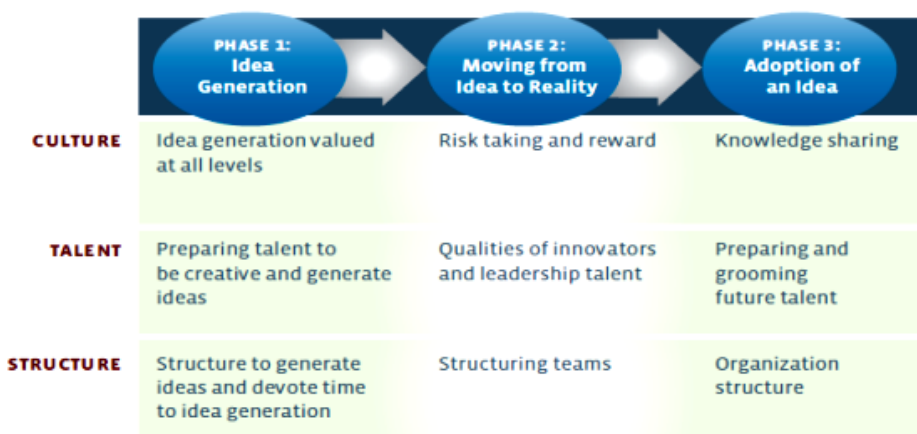 PHASE 1:
Idea
Generation
PHASE 2:
Moving from
Idea to Reality
PHASE 3:
Adoption of
an Idea
CULTURE
Idea generation valued
at all levels
Risk taking and reward
Knowledge sharing
TALENT
Preparing talent to
be creative and generate
ideas
Qualities of innovators
and leadership talent
Preparing and
grooming
future talent
STRUCTURE
Structure to generate
ideas and devote time
to idea generation
Structuring teams
Organization
structure